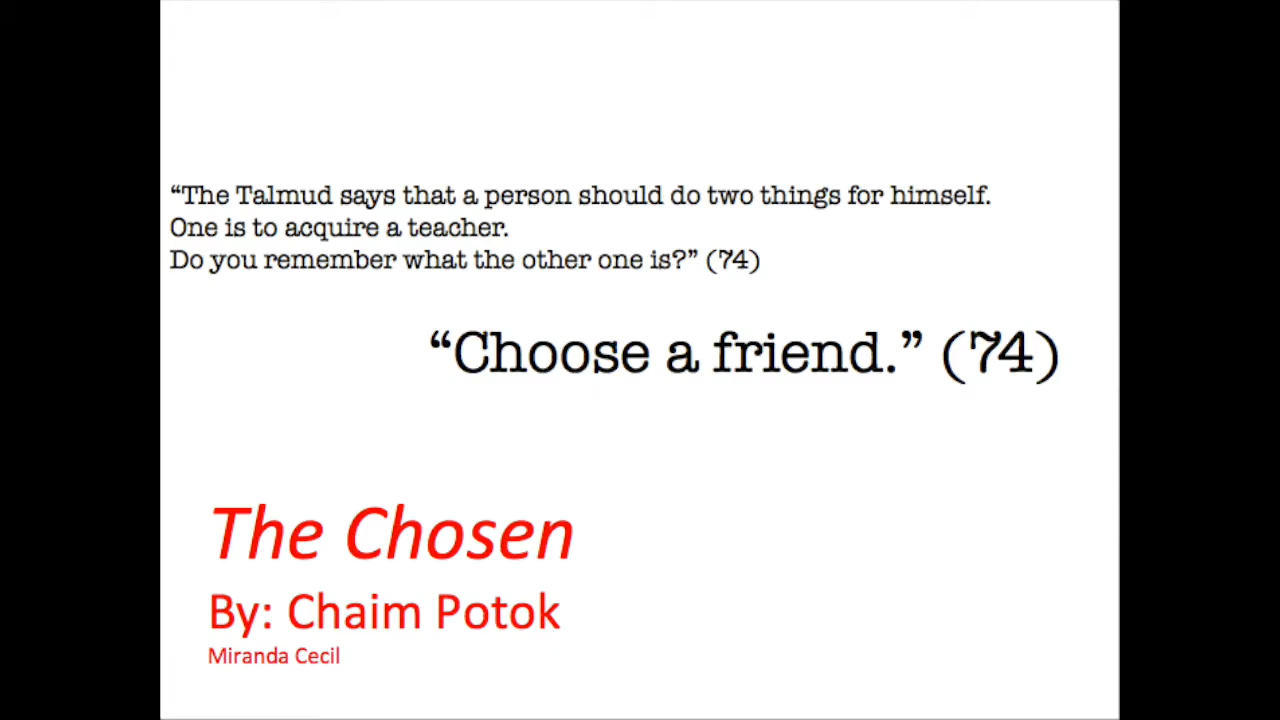 “The Talmud says that a person should do two things for himself.
One is to acquire a teacher.
Do you remember what the other one is?” (74)
“Choose a friend.” (74)
The Chosen
By: Chaim Potok
Miranda Cecil